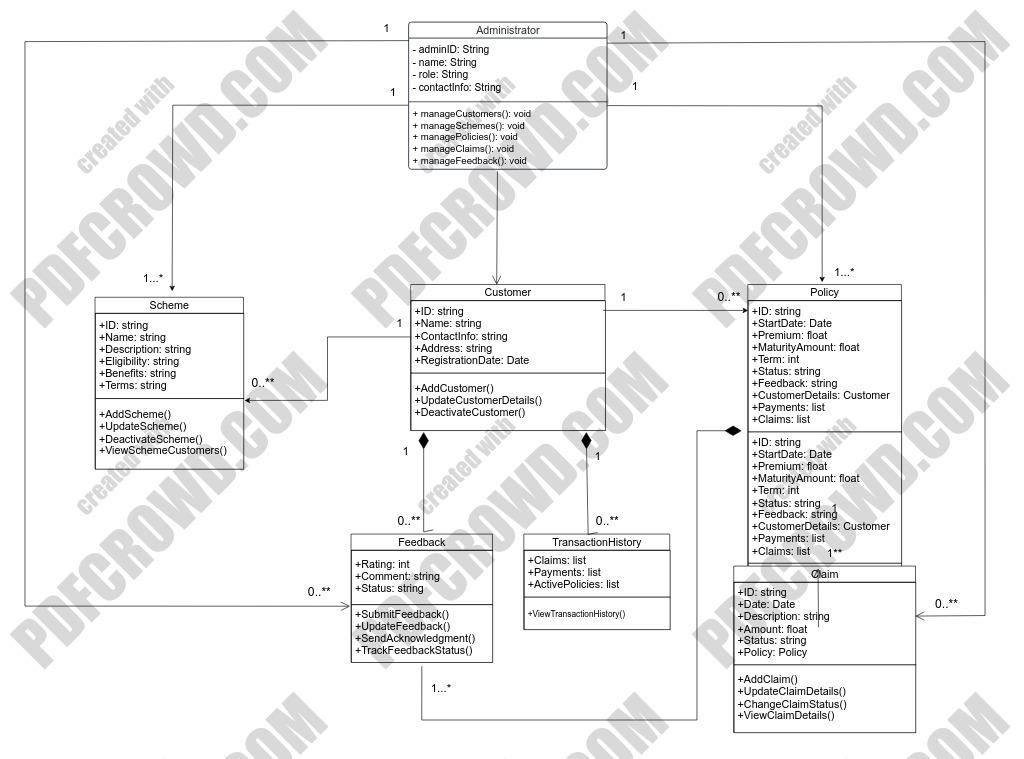 Administrator
- adminID: String
- name: String
- role: String
- contactInfo: String
+ manageCustomers(): void
+ manageSchemes(): void
+ managePolicies(): void
+ manageClaims(): void
+ manageFeedback(): void
1
1
1
1
1...*
1...*
Scheme
+ID: string
+Name: string
+Description: string
+Eligibility: string
+Benefits: string
+Terms: string
+AddScheme()
+UpdateScheme()
+DeactivateScheme()
+ViewSchemeCustomers()
Customer
+ID: string
+Name: string
+ContactInfo: string
+Address: string
+RegistrationDate: Date
+AddCustomer()
+UpdateCustomerDetails()
+DeactivateCustomer()
1
0..**
1
0..**
Policy
+ID: string
+StartDate: Date
+Premium: float
+MaturityAmount: float
+Term: int
+Status: string
+Feedback: string
+CustomerDetails: Customer
+Payments: list
+Claims: list
+ID: string
+StartDate: Date
+Premium: float
+MaturityAmount: float
+Term: int
+Status: string
+Feedback: string
+CustomerDetails: Customer
+Payments: list
+Claims: list
1
1**
1
0..**
1
0..**
Feedback
+Rating: int
+Comment: string
+Status: string
+SubmitFeedback()
+UpdateFeedback()
+SendAcknowledgment()
+TrackFeedbackStatus()
0..**
1...*
TransactionHistory
+Claims: list
+Payments: list
+ActivePolicies: list
+ViewTransactionHistory()
Claim
+ID: string
+Date: Date
+Description: string
+Amount: float
+Status: string
+Policy: Policy
+AddClaim()
+UpdateClaimDetails()
+ChangeClaimStatus()
+ViewClaimDetails()
0..**
created with
PDFCROWD.COM
created with
PDFCROWD.COM
created with
PDFCROWD.COM
created with
PDFCROWD.COM
created with
PDFCROWD.COM
created with
PDFCROWD.COM